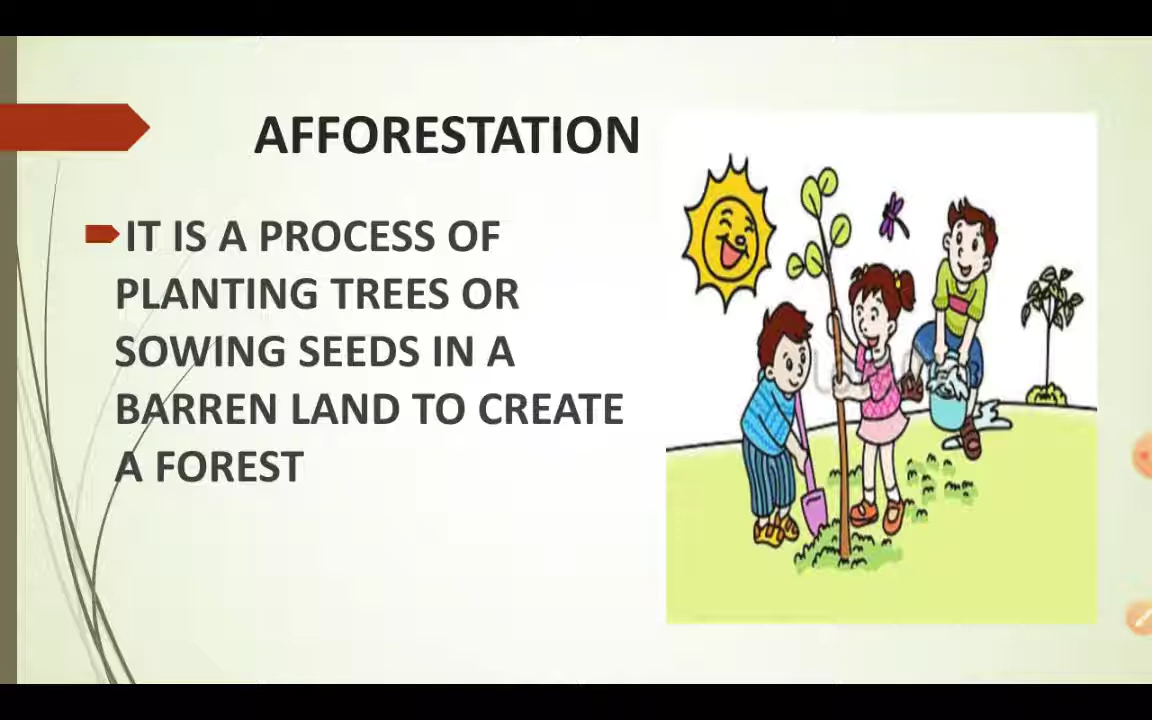 AFFORESTATION
IT IS A PROCESS OF
PLANTING TREES OR
SOWING SEEDS IN A
BARREN LAND TO CREATE
A FOREST